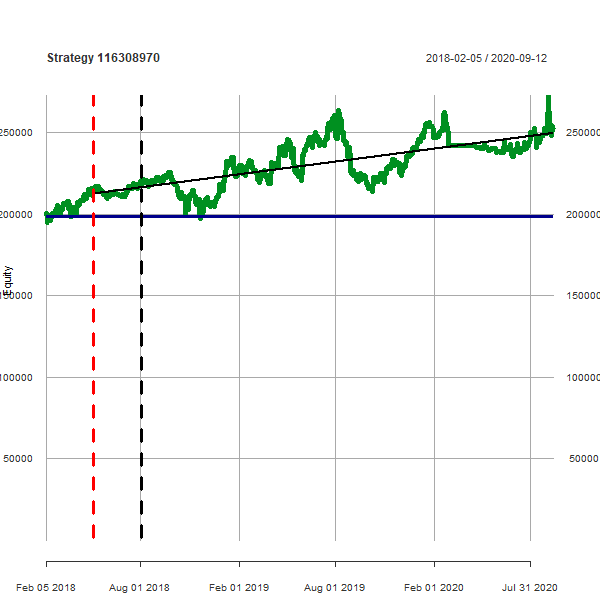 Strategy 116308970
2018-02-05 / 2020-09-12
250000
250000
200000
200000
Equity
150000
150000
100000
100000
50000
50000
Feb 05 2018
Aug 01 2018
Feb 01 2019
Aug 01 2019
Feb 01 2020
Jul 31 2020